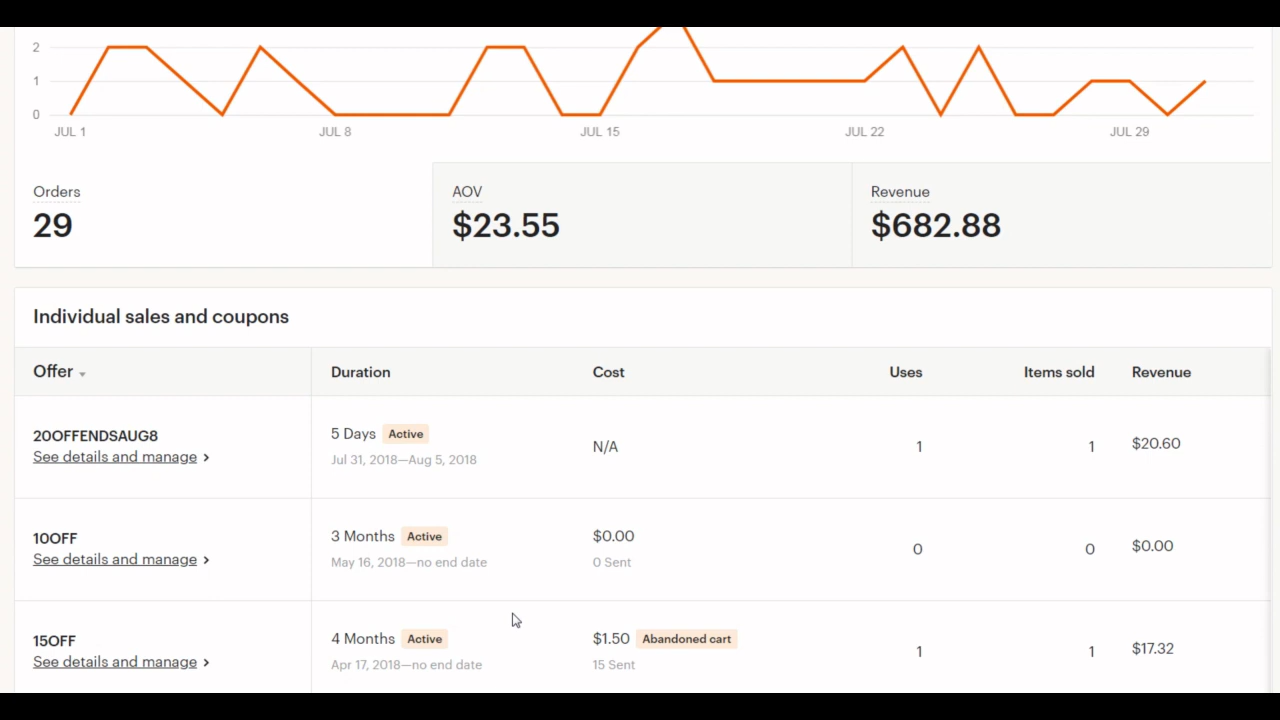 2
1
0
JUL 1 JUL 8 JUL 15 JUL 22 JUL 29
Orders AOV Revenue
29 $23.55 $682.88
Individual sales and coupons
Offer Duration Cost Uses Items sold Revenue
20OFFENDSAUG8 5 Days Active N/A 1 1 $20.60
See details and manage Jul 31, 2018—Aug 5, 2018
10OFF 3 Months Active $0.00 0 0 $0.00
See details and manage May 16, 2018—no end date 0 Sent
15OFF 4 Months Active $1.50 Abandoned cart 1 1 $17.32
See details and manage Apr 17, 2018—no end date 15 Sent